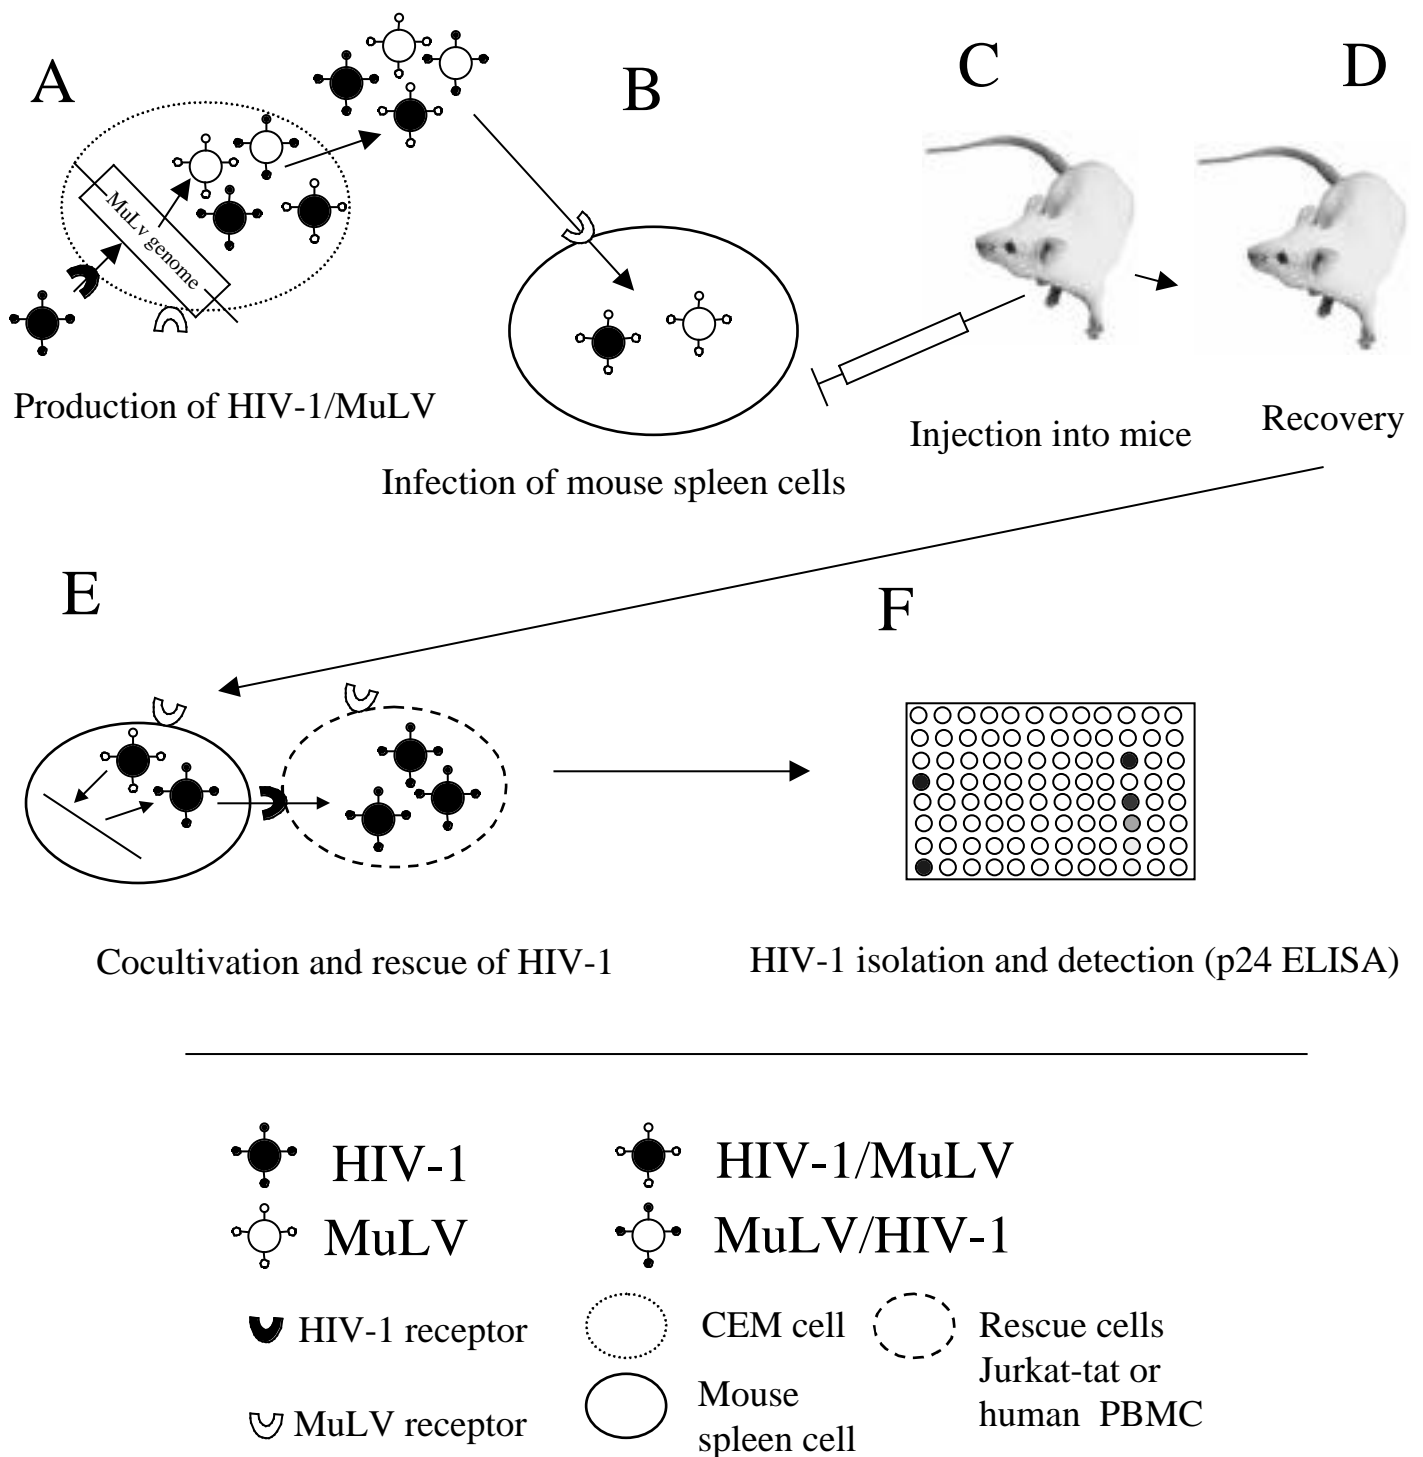 A
B
C
D
MuLv genome
Production of HIV-1/MuLV
Infection of mouse spleen cells
Injection into mice
Recovery
E
F
Cocultivation and rescue of HIV-1
HIV-1 isolation and detection (p24 ELISA)
HIV-1
HIV-1/MuLV
MuLV
MuLV/HIV-1
HIV-1 receptor
CEM cell
Rescue cells
Jurkat-tat or
human PBMC
MuLV receptor
Mouse
spleen cell